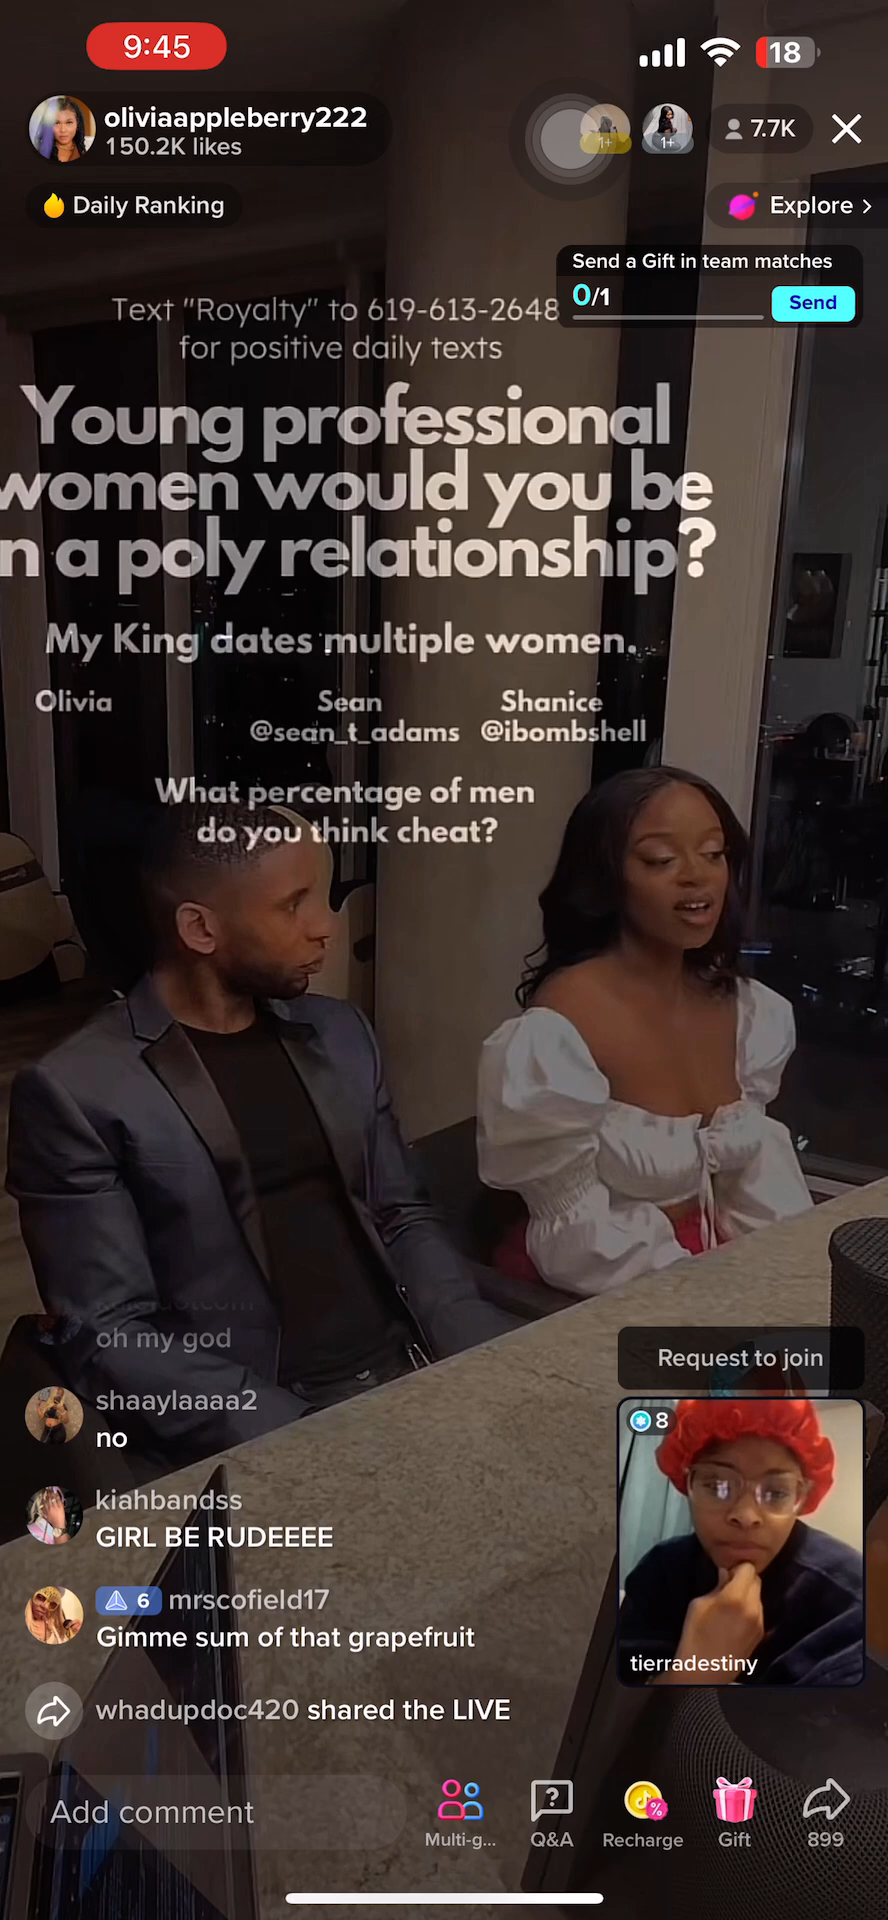 9:45
18
oliviaappleberry222
150.2K likes
1+
1+
7.7K
Daily Ranking
Explore
Send a Gift in team matches
0/1
Send
Text "Royalty" to 619-613-2648
for positive daily texts
Young professional
women would you be
n a poly relationship?
My King dates multiple women.
Olivia
Sean
Shanice
@sean_t_adams
@ibombshell
What percentage of men
do you think cheat?
oh my god
Request to join
shaaylaaaa2
no
8
kiahbandss
GIRL BE RUDEEEE
6 mrscofield17
Gimme sum of that grapefruit
tierradestiny
whadupdoc420 shared the LIVE
Add comment
Multi-g...
Q&A
Recharge
Gift
899